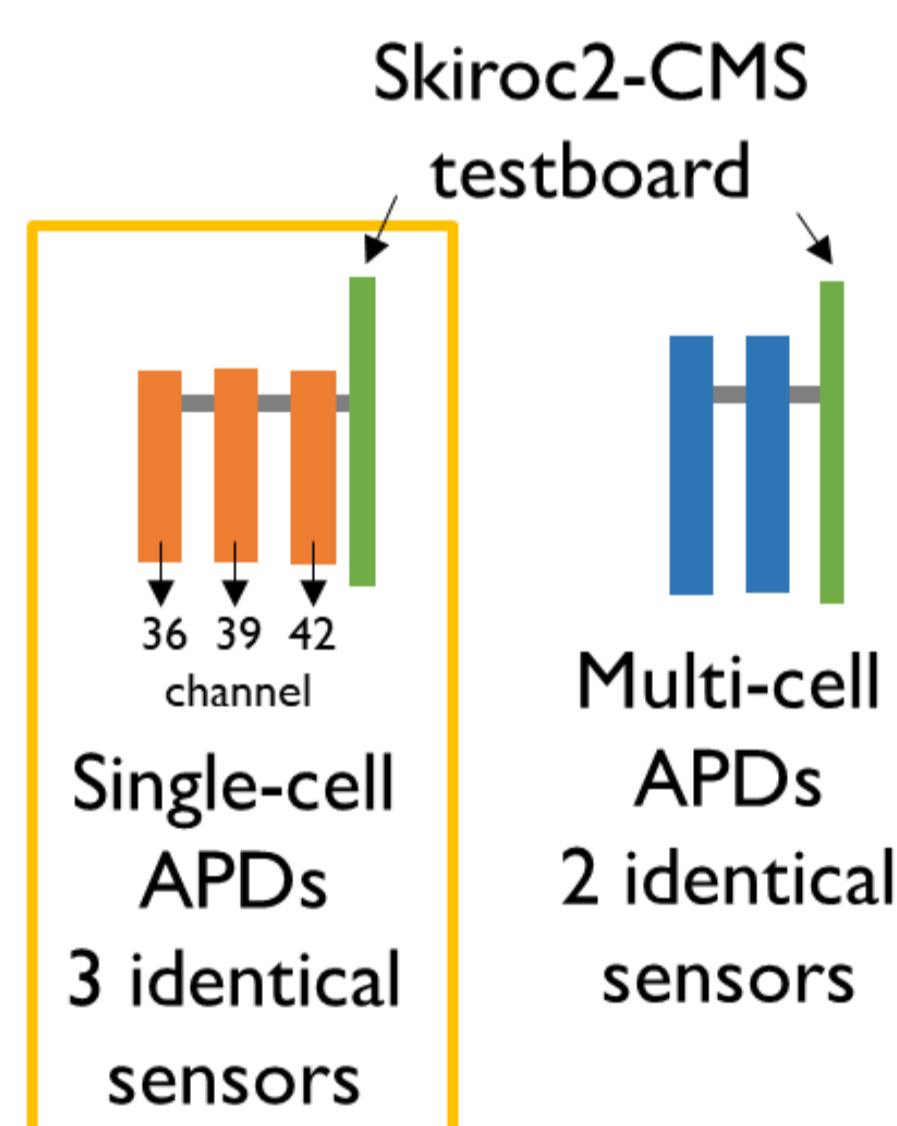 Skiroc2-CMS
testboard
36 39 42
channel
Single-cell
APDs
3 identical
sensors
Multi-cell
APDs
2 identical
sensors